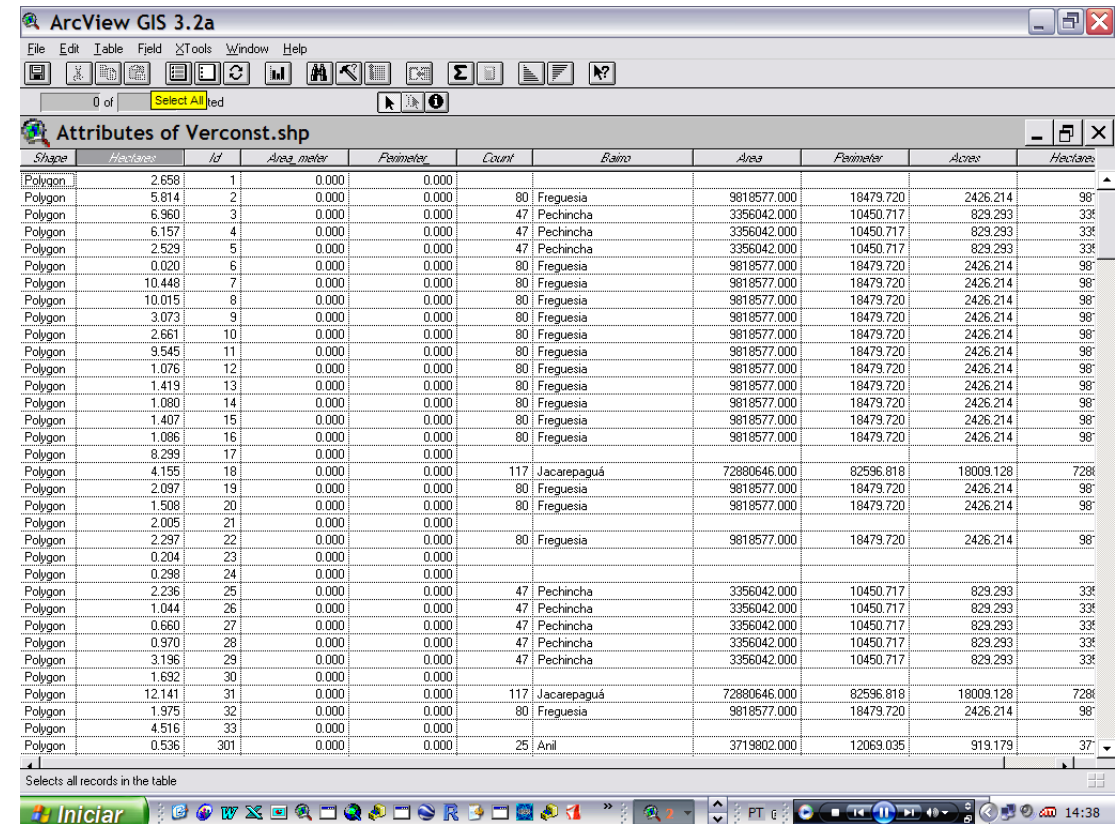 ArcView GIS 3.2a
File Edit Table Field XTools Window Help
0 of Select All ted
Attributes of Verconst.shp
Shape Hectares Id Area_meter Perimeter_ Count Bairro Area Perimeter Acres Hectares
Polygon 2.658 1 0.000 0.000
Polygon 5.814 2 0.000 0.000 80 Freguesia 9818577.000 18479.720 2426.214 98
Polygon 6.960 3 0.000 0.000 47 Pechincha 3356042.000 10450.717 829.293 335
Polygon 6.157 4 0.000 0.000 47 Pechincha 3356042.000 10450.717 829.293 335
Polygon 2.529 5 0.000 0.000 47 Pechincha 3356042.000 10450.717 829.293 335
Polygon 0.020 6 0.000 0.000 80 Freguesia 9818577.000 18479.720 2426.214 98
Polygon 10.448 7 0.000 0.000 80 Freguesia 9818577.000 18479.720 2426.214 98
Polygon 10.015 8 0.000 0.000 80 Freguesia 9818577.000 18479.720 2426.214 98
Polygon 3.073 9 0.000 0.000 80 Freguesia 9818577.000 18479.720 2426.214 98
Polygon 2.661 10 0.000 0.000 80 Freguesia 9818577.000 18479.720 2426.214 98
Polygon 9.545 11 0.000 0.000 80 Freguesia 9818577.000 18479.720 2426.214 98
Polygon 1.076 12 0.000 0.000 80 Freguesia 9818577.000 18479.720 2426.214 98
Polygon 1.419 13 0.000 0.000 80 Freguesia 9818577.000 18479.720 2426.214 98
Polygon 1.080 14 0.000 0.000 80 Freguesia 9818577.000 18479.720 2426.214 98
Polygon 1.407 15 0.000 0.000 80 Freguesia 9818577.000 18479.720 2426.214 98
Polygon 1.086 16 0.000 0.000 80 Freguesia 9818577.000 18479.720 2426.214 98
Polygon 8.299 17 0.000 0.000
Polygon 4.155 18 0.000 0.000 117 Jacarepaguá 72880646.000 82596.818 18009.128 7288
Polygon 2.097 19 0.000 0.000 80 Freguesia 9818577.000 18479.720 2426.214 98
Polygon 1.508 20 0.000 0.000 80 Freguesia 9818577.000 18479.720 2426.214 98
Polygon 2.005 21 0.000 0.000
Polygon 2.297 22 0.000 0.000 80 Freguesia 9818577.000 18479.720 2426.214 98
Polygon 0.204 23 0.000 0.000
Polygon 0.298 24 0.000 0.000
Polygon 2.236 25 0.000 0.000 47 Pechincha 3356042.000 10450.717 829.293 335
Polygon 1.044 26 0.000 0.000 47 Pechincha 3356042.000 10450.717 829.293 335
Polygon 0.660 27 0.000 0.000 47 Pechincha 3356042.000 10450.717 829.293 335
Polygon 0.970 28 0.000 0.000 47 Pechincha 3356042.000 10450.717 829.293 335
Polygon 3.196 29 0.000 0.000 47 Pechincha 3356042.000 10450.717 829.293 335
Polygon 1.692 30 0.000 0.000
Polygon 12.141 31 0.000 0.000 117 Jacarepaguá 72880646.000 82596.818 18009.128 7288
Polygon 1.975 32 0.000 0.000 80 Freguesia 9818577.000 18479.720 2426.214 98
Polygon 4.516 33 0.000 0.000
Polygon 0.536 301 0.000 0.000 25 Anil 3719802.000 12069.035 919.179 37
Selects all records in the table
Iniciar PT 14:38